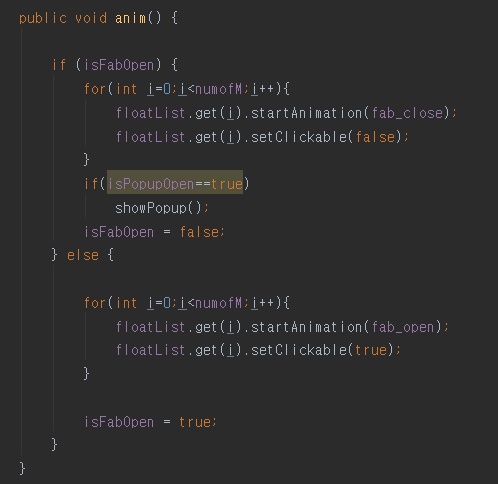 public void anim() {
if (isFabOpen) {
for(int i=0;i<numofM;i++){
floatList.get(i).startAnimation(fab_close);
floatList.get(i).setClickable(false);
}
if(isPopupOpen==true)
showPopup();
isFabOpen = false;
} else {
for(int i=0;i<numofM;i++){
floatList.get(i).startAnimation(fab_open);
floatList.get(i).setClickable(true);
}
isFabOpen = true;
}
}